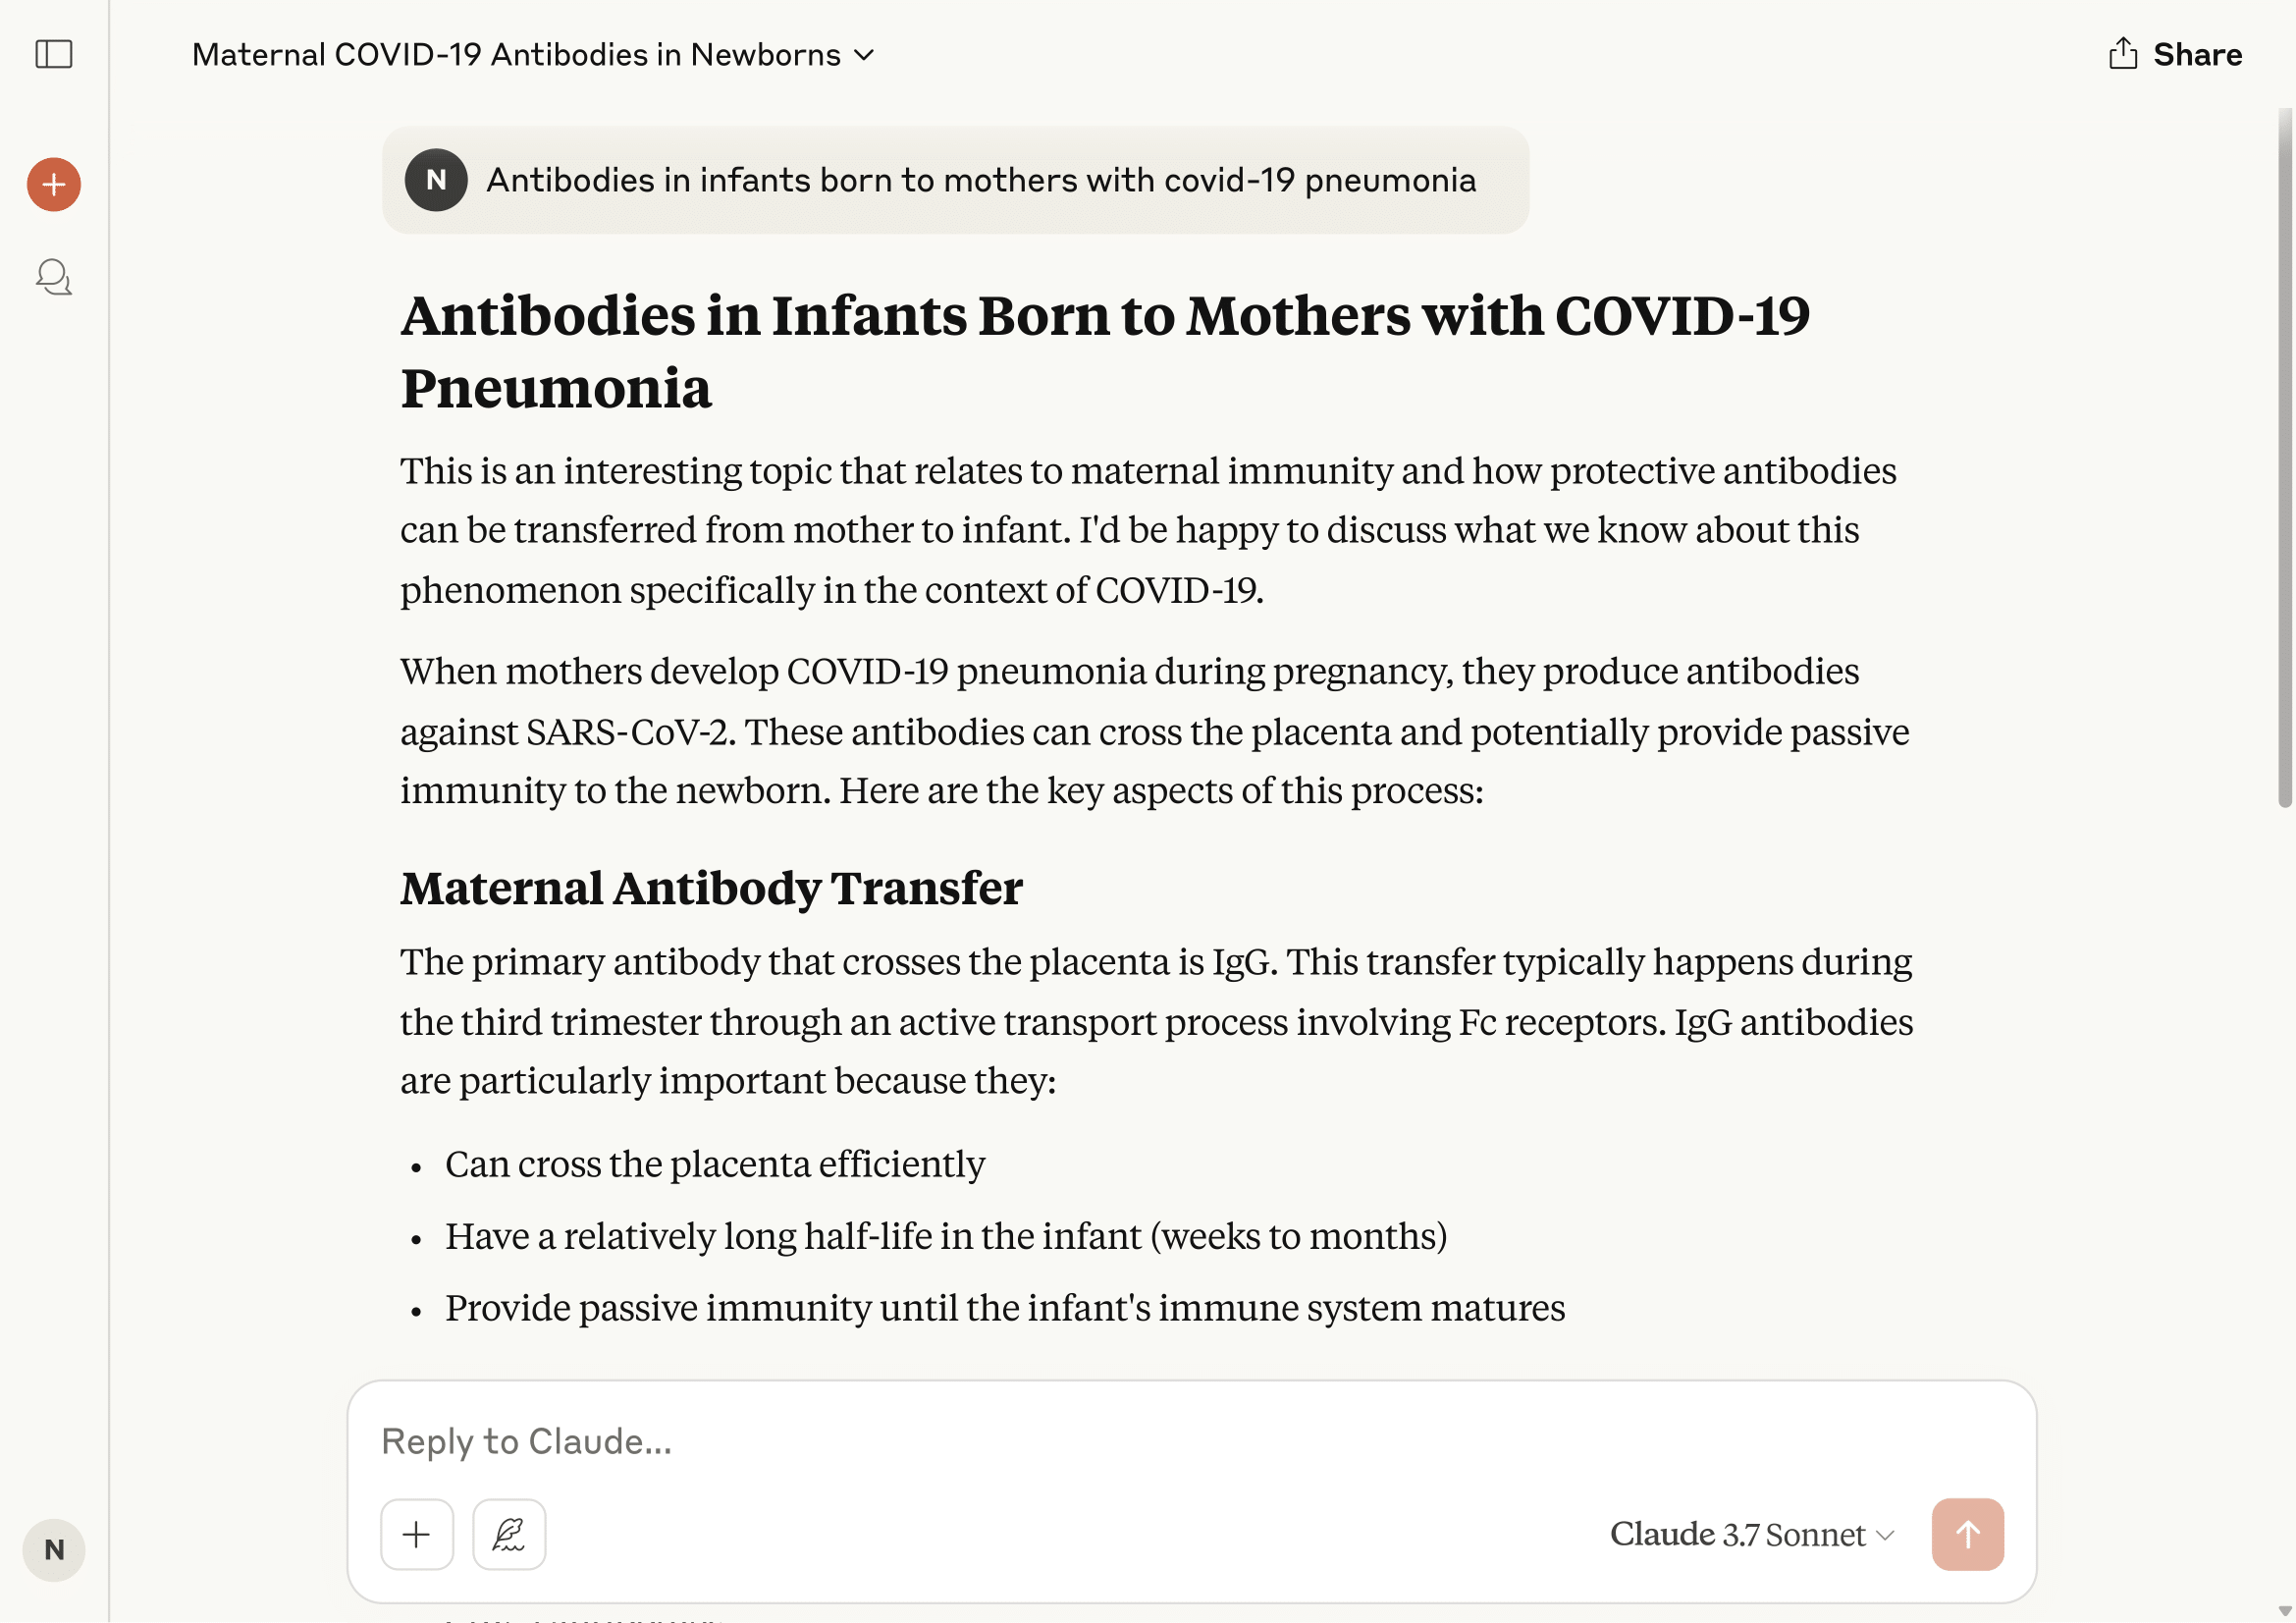 Maternal COVID-19 Antibodies in Newborns
Share
N
Antibodies in infants born to mothers with covid-19 pneumonia
Antibodies in Infants Born to Mothers with COVID-19
Pneumonia
This is an interesting topic that relates to maternal immunity and how protective antibodies
can be transferred from mother to infant. I'd be happy to discuss what we know about this
phenomenon specifically in the context of COVID-19.
When mothers develop COVID-19 pneumonia during pregnancy, they produce antibodies
against SARS-CoV-2. These antibodies can cross the placenta and potentially provide passive
immunity to the newborn. Here are the key aspects of this process:
Maternal Antibody Transfer
The primary antibody that crosses the placenta is IgG. This transfer typically happens during
the third trimester through an active transport process involving Fc receptors. IgG antibodies
are particularly important because they:
• Can cross the placenta efficiently
• Have a relatively long half-life in the infant (weeks to months)
• Provide passive immunity until the infant's immune system matures
Reply to Claude...
Claude 3.7 Sonnet
N